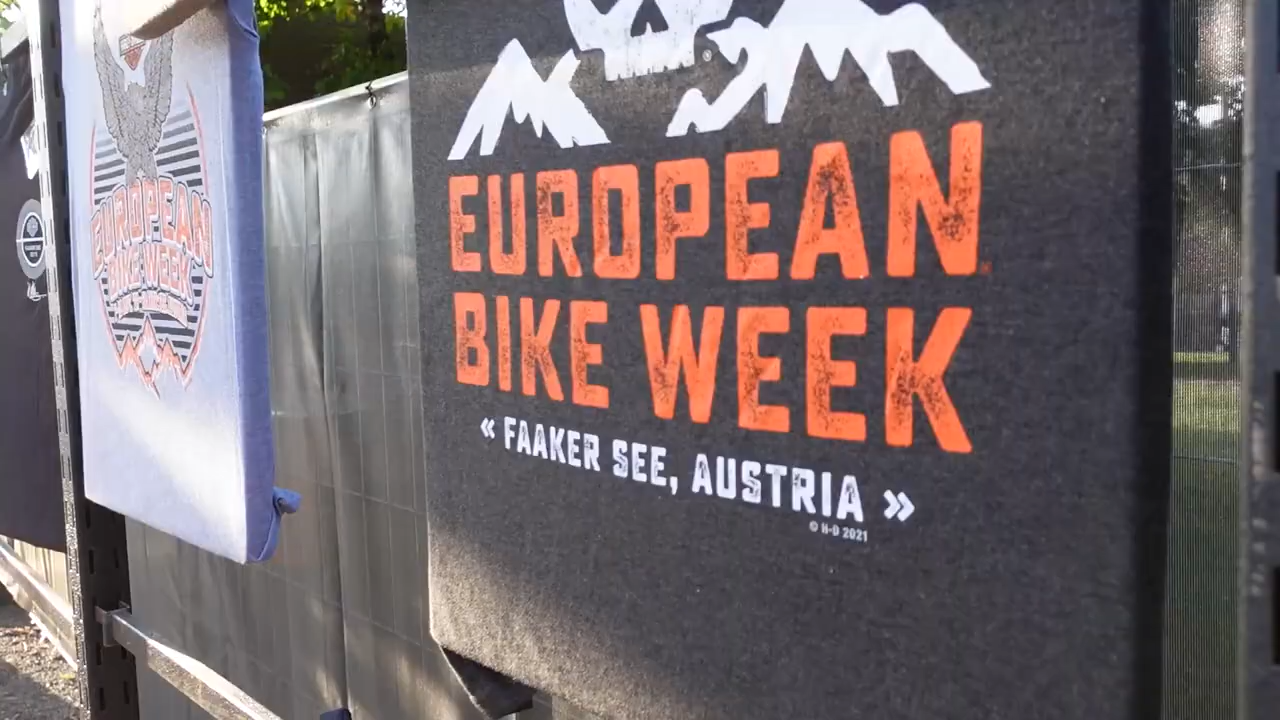 EUROPEAN
BIKE WEEK
EUROPEAN
BIKE WEEK
« FAAKER SEE, AUSTRIA »
© H-D 2021